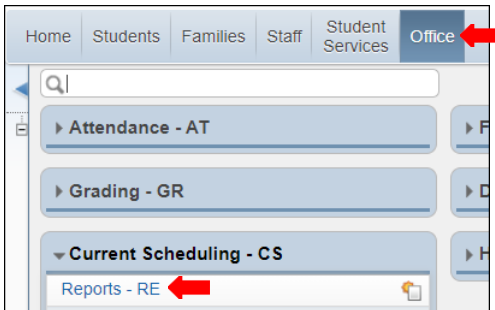 Home Students Families Staff Student Services Office
Attendance - AT
F
Grading - GR
D
Current Scheduling - CS
H
Reports - RE